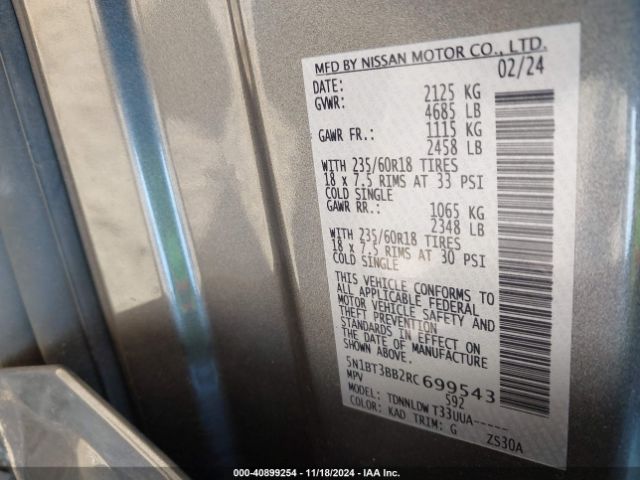 MFD BY NISSAN MOTOR CO., LTD.
DATE: 02/24
GVWR: 2125 KG
4685 LB
GAWR FR.: 1115 KG
2458 LB
WITH 235/60R18 TIRES
18 x 7.5 RIMS AT 33 PSI
COLD SINGLE
GAWR RR.: 1065 KG
2348 LB
WITH 235/60R18 TIRES
18 x 7.5 RIMS AT 30 PSI
COLD SINGLE
THIS VEHICLE CONFORMS TO
ALL APPLICABLE FEDERAL
MOTOR VEHICLE SAFETY AND
THEFT PREVENTION
STANDARDS IN EFFECT ON
THE DATE OF MANUFACTURE
SHOWN ABOVE.
5N1BT3BB2RC699543
MPV 592
MODEL: TDNNLDW T33UUA-----
COLOR: KAD TRIM: G ZS30A
000-40899254 - 11/18/2024 - IAA Inc.